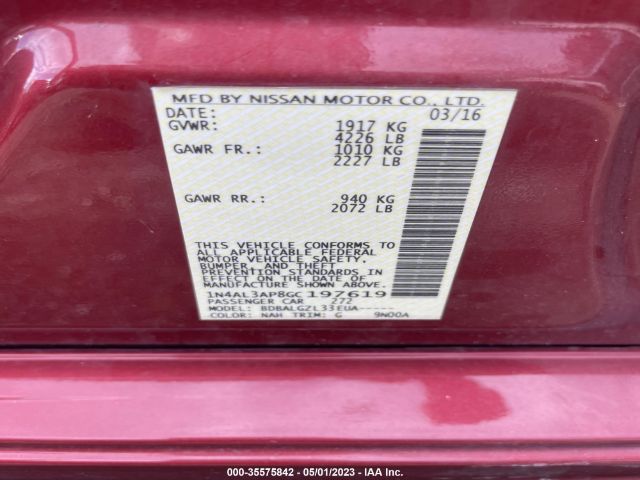 MFD BY NISSAN MOTOR CO., LTD.
DATE: 03/16
GVWR: 1917 KG
4226 LB
GAWR FR.: 1010 KG
2227 LB
GAWR RR.: 940 KG
2072 LB
THIS VEHICLE CONFORMS TO
ALL APPLICABLE FEDERAL
MOTOR VEHICLE SAFETY,
BUMPER, AND THEFT
PREVENTION STANDARDS IN
EFFECT ON THE DATE OF
MANUFACTURE SHOWN ABOVE.
1N4AL3AP8GC197619
PASSENGER CAR 272
MODEL: BDBALGZL33EUA-----
COLOR: NAH TRIM: G 9N00A
000-35575842 - 05/01/2023 - IAA Inc.